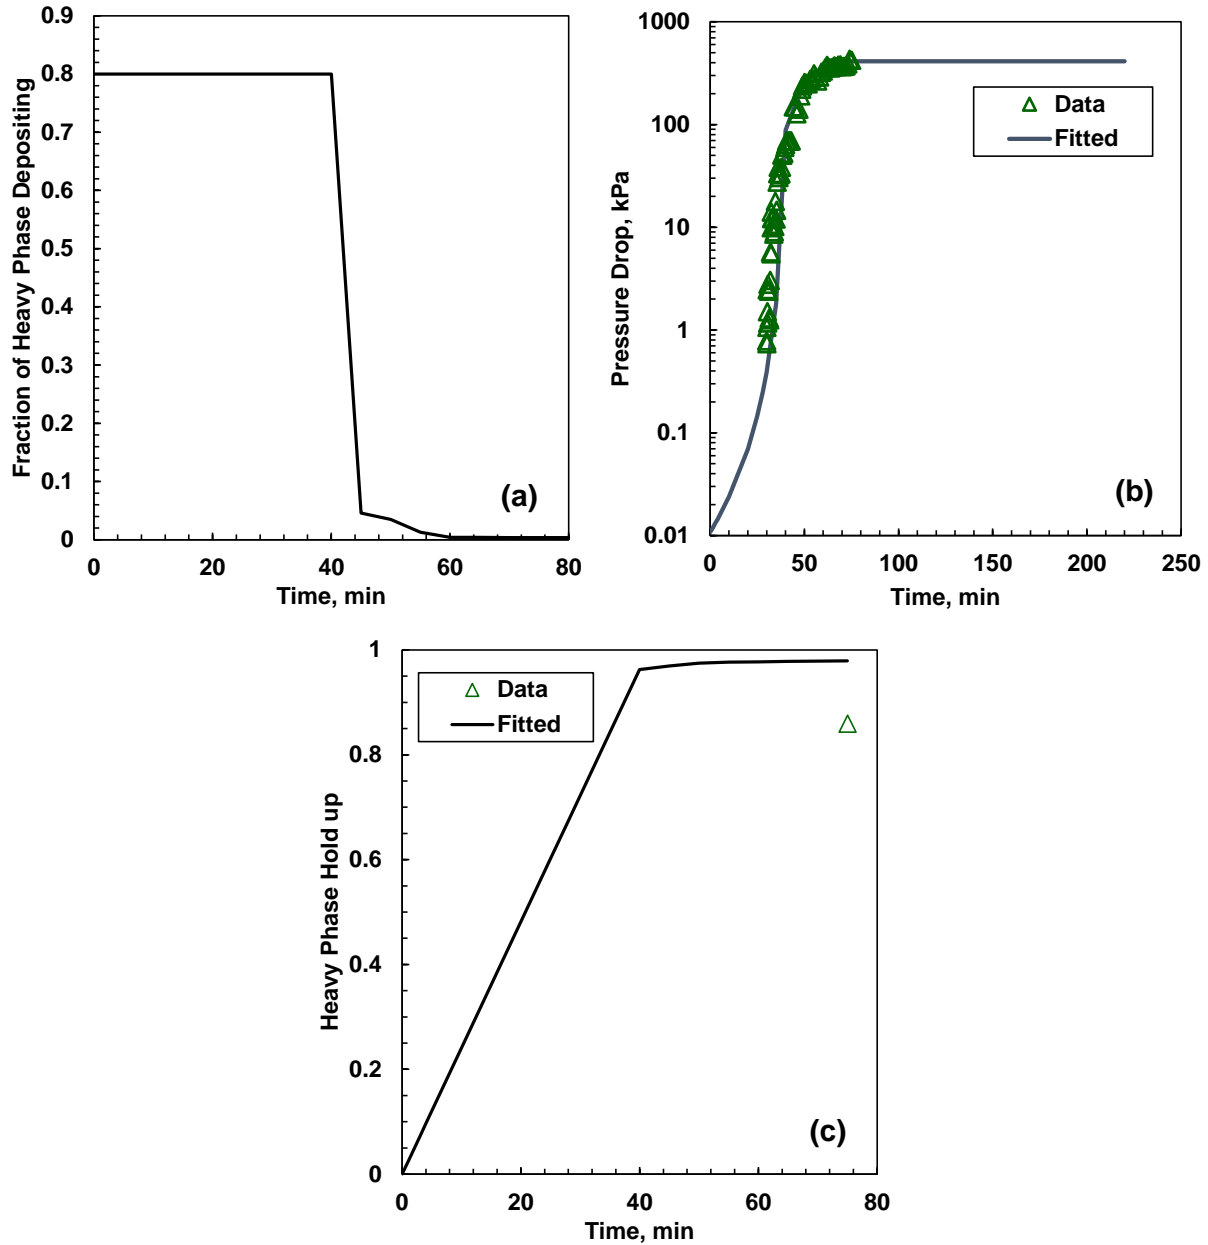 0.9
0.8
0.7
0.6
0.5
0.4
0.3
0.2
0.1
0
Fraction of Heavy Phase Depositing
(a)
0 20 40 60 80
Time, min
1000
100
10
1
0.1
0.01
Pressure Drop, kPa
Data
Fitted
(b)
0 50 100 150 200 250
Time, min
1
0.8
0.6
0.4
0.2
0
Heavy Phase Hold up
Data
Fitted
(c)
0 20 40 60 80
Time, min